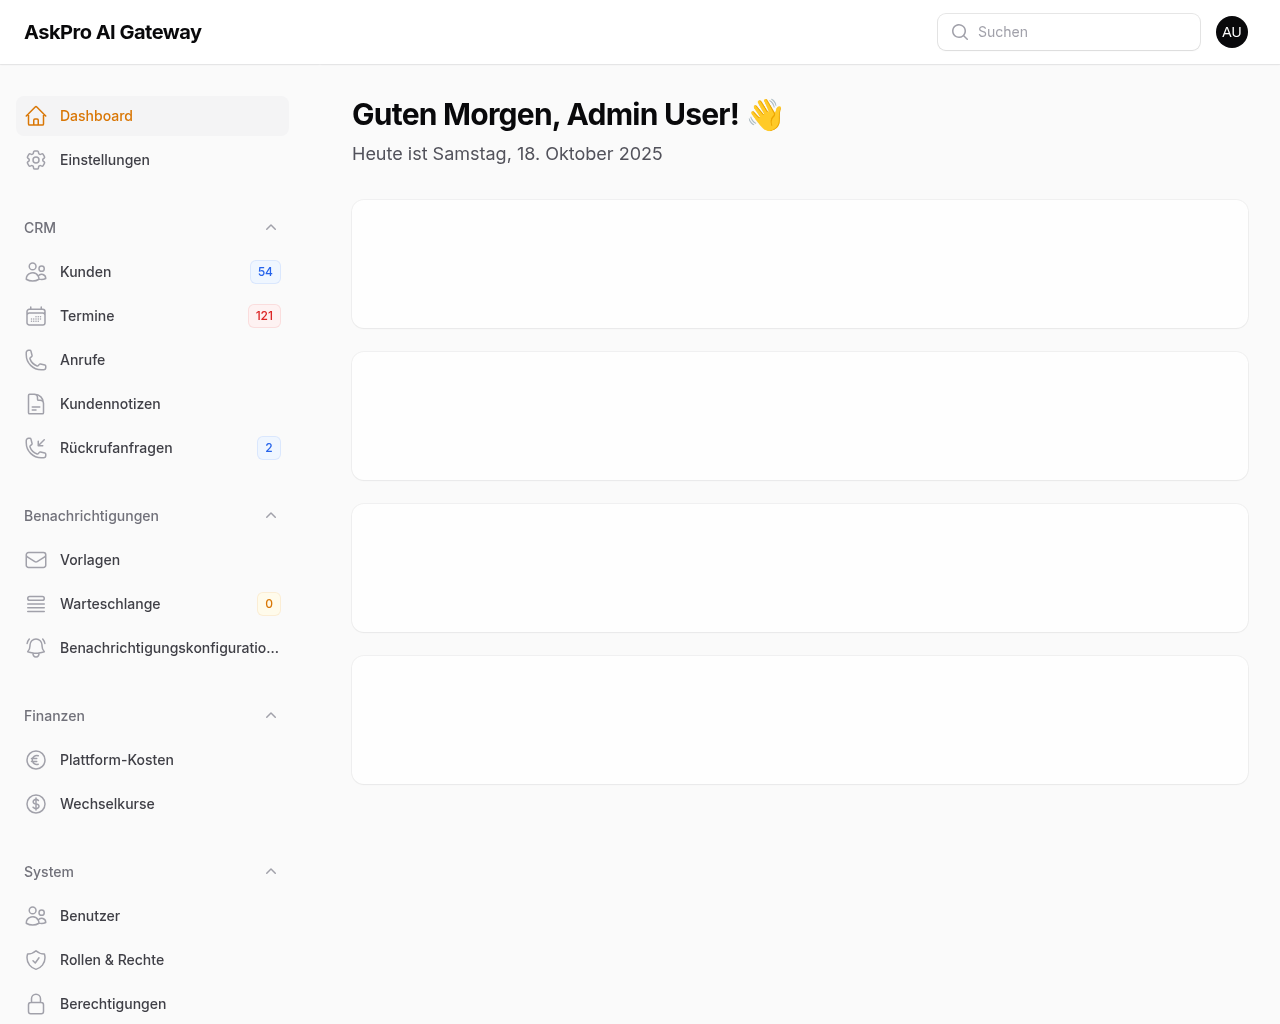 AskPro AI Gateway
Suchen
AU
Dashboard
Einstellungen
CRM
Kunden 54
Termine 121
Anrufe
Kundennotizen
Rückrufanfragen 2
Benachrichtigungen
Vorlagen
Warteschlange 0
Benachrichtigungskonfiguratio...
Finanzen
Plattform-Kosten
Wechselkurse
System
Benutzer
Rollen & Rechte
Berechtigungen
Guten Morgen, Admin User! 👋
Heute ist Samstag, 18. Oktober 2025